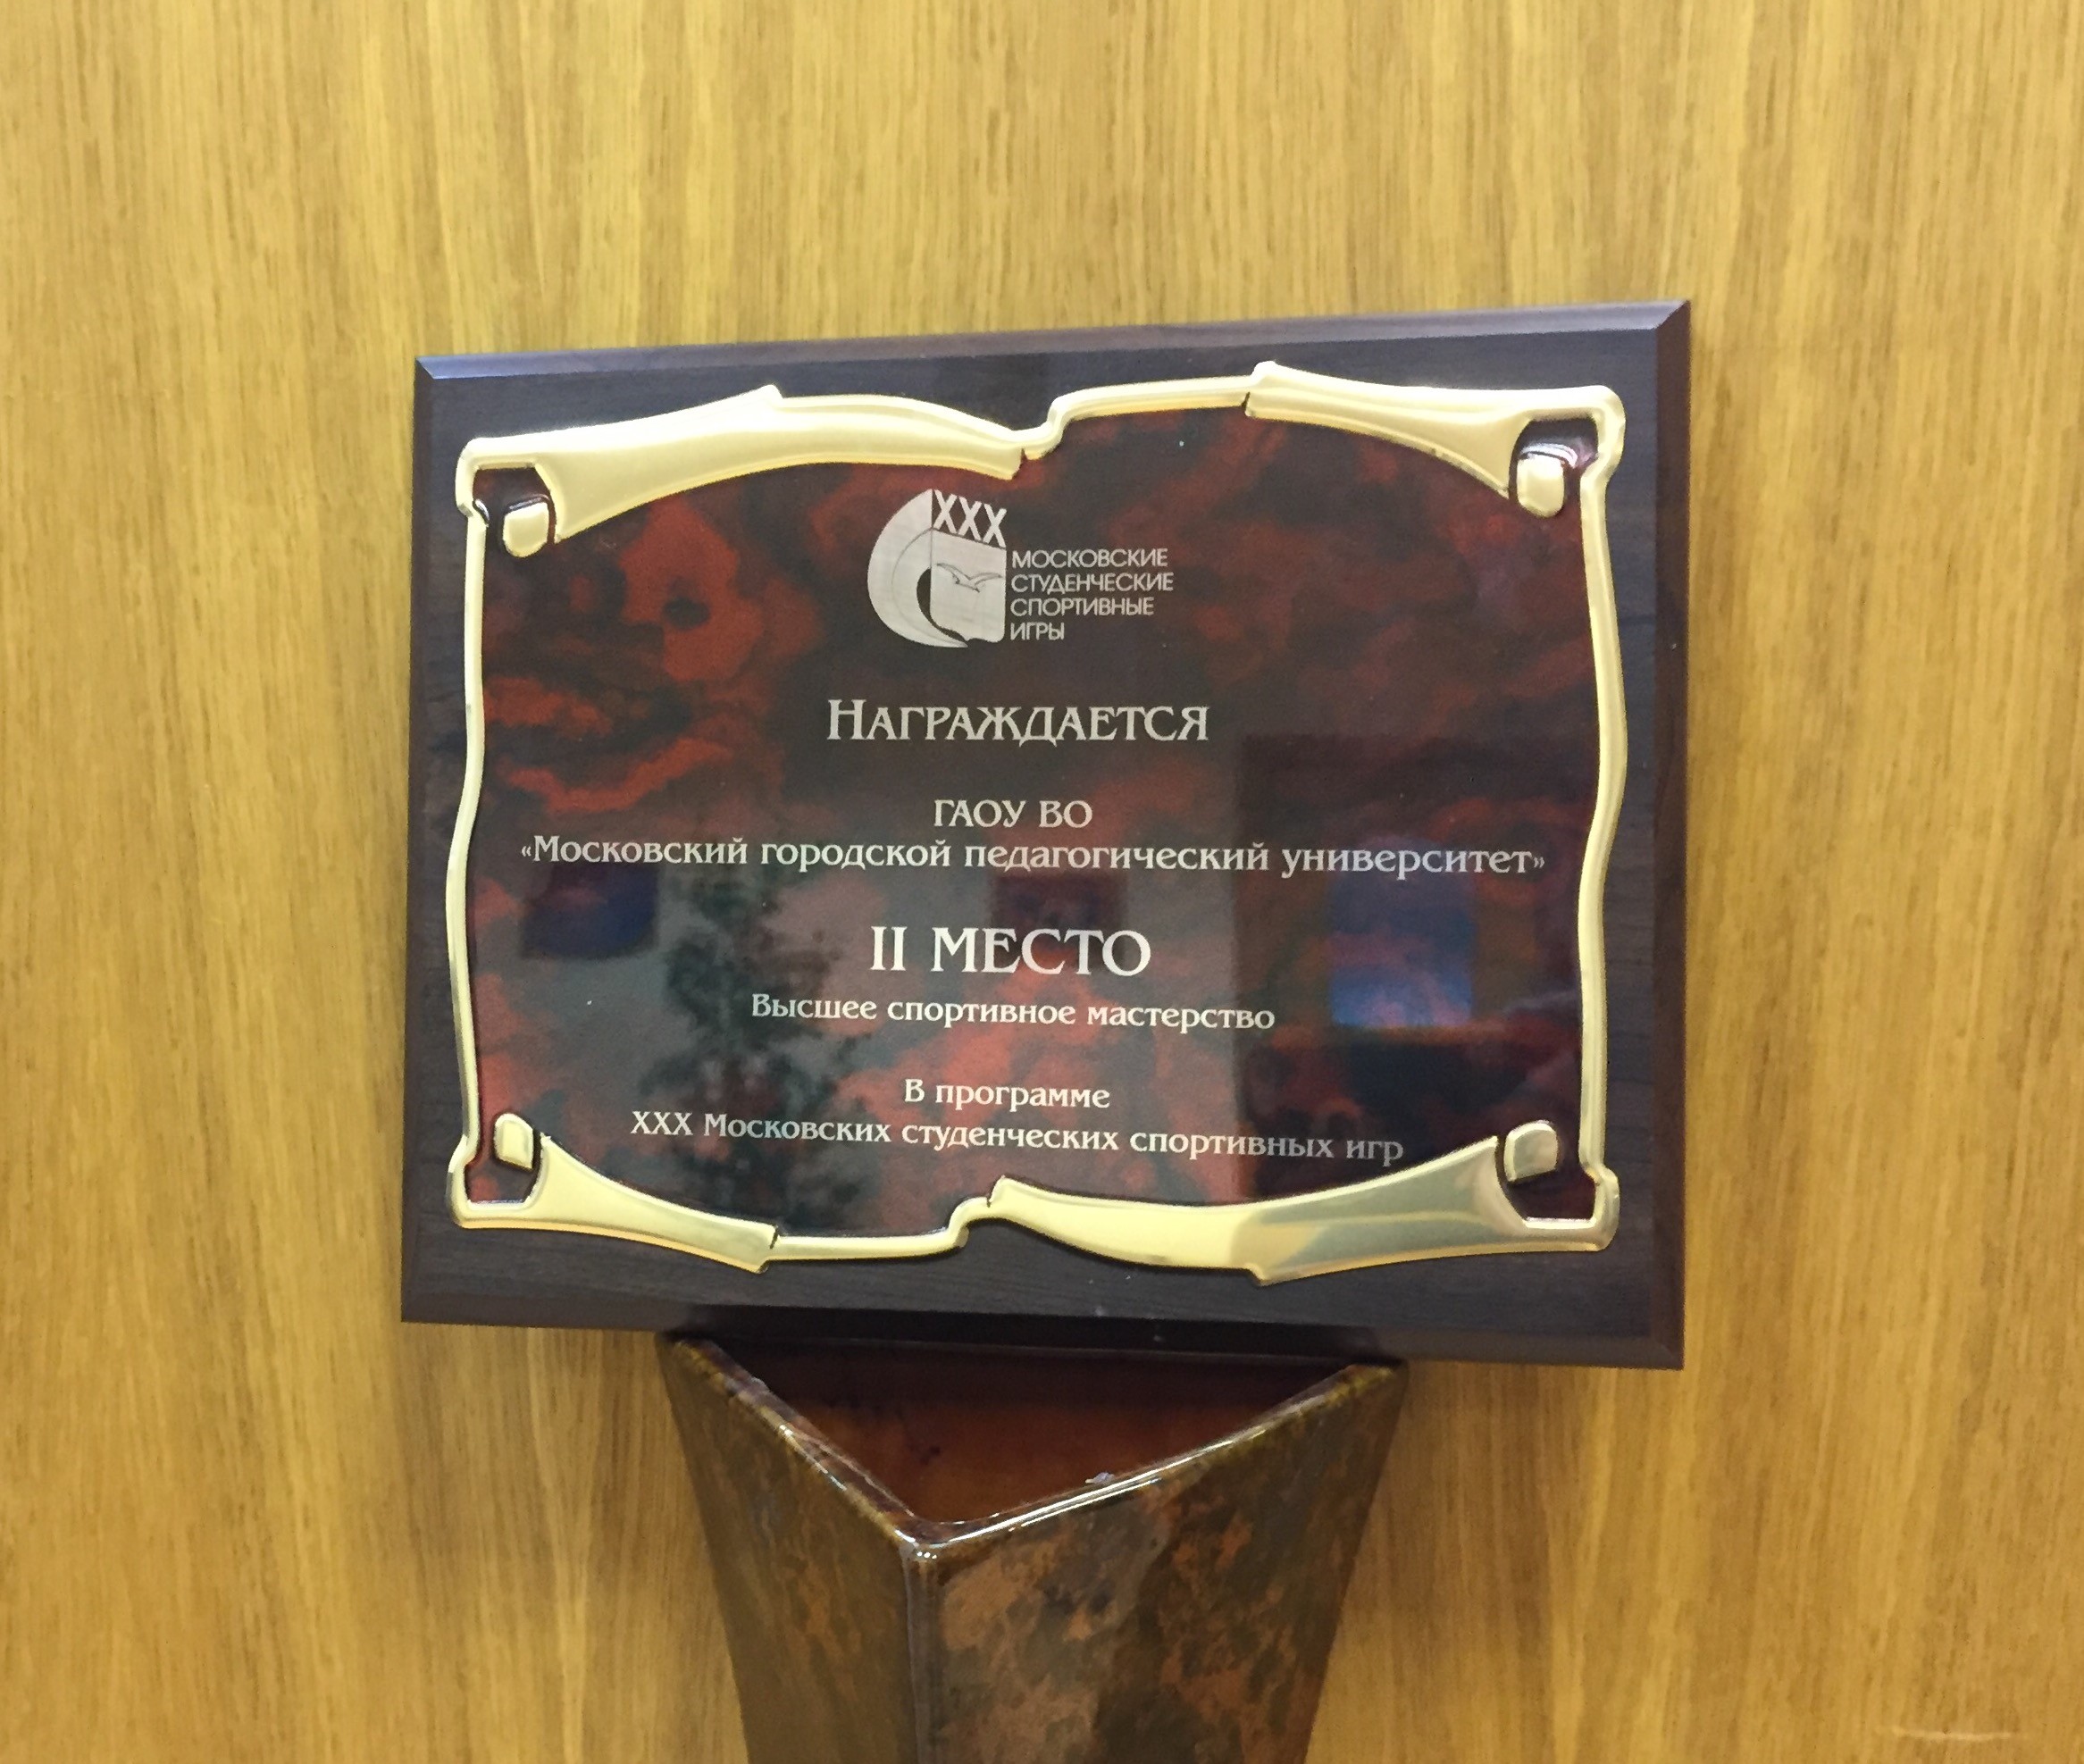 XXX
МОСКОВСКИЕ
СТУДЕНЧЕСКИЕ
СПОРТИВНЫЕ
ИГРЫ
НАГРАЖДАЕТСЯ
ГАОУ ВО
«Московский городской педагогический университет»
II МЕСТО
Высшее спортивное мастерство
В программе
XXX Московских студенческих спортивных игр